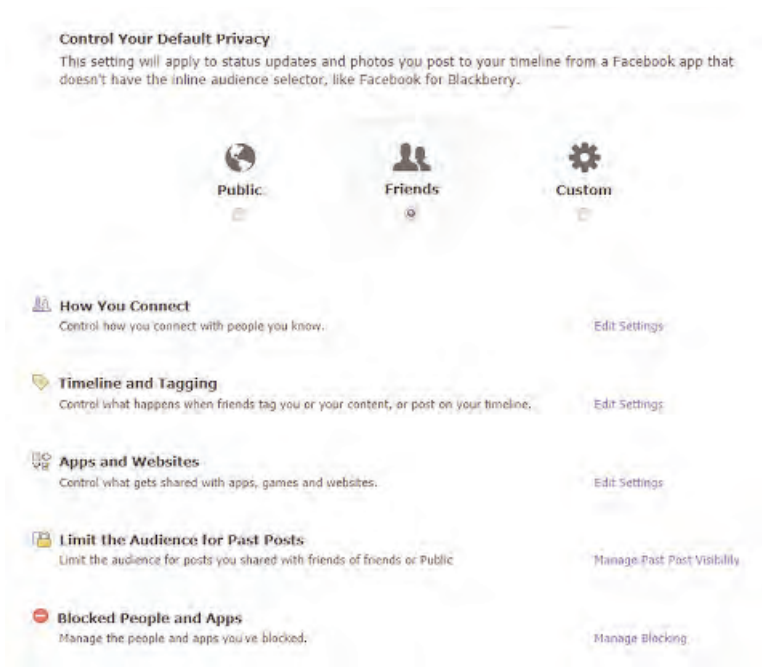 Control Your Default Privacy
This setting will apply to status updates and photos you post to your timeline from a Facebook app that
doesn't have the inline audience selector, like Facebook for Blackberry.
Public
Friends
Custom
How You Connect
Control how you connect with people you know.
Edit Settings
Timeline and Tagging
Control what happens when friends tag you or your content, or post on your timeline.
Edit Settings
Apps and Websites
Control what gets shared with apps, games and websites.
Edit Settings
Limit the Audience for Past Posts
Limit the audience for posts you shared with friends of friends or Public
Manage Past Post Visibility
Blocked People and Apps
Manage the people and apps you've blocked.
Manage Blocking